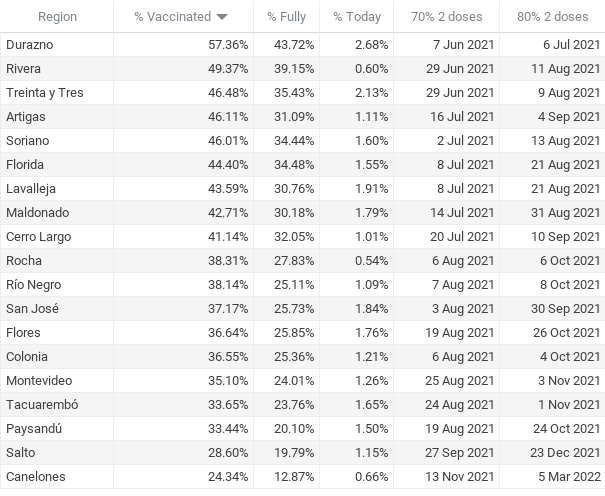 Region % Vaccinated % Fully % Today 70% 2 doses 80% 2 doses
Durazno 57.36% 43.72% 2.68% 7 Jun 2021 6 Jul 2021
Rivera 49.37% 39.15% 0.60% 29 Jun 2021 11 Aug 2021
Treinta y Tres 46.48% 35.43% 2.13% 29 Jun 2021 9 Aug 2021
Artigas 46.11% 31.09% 1.11% 16 Jul 2021 4 Sep 2021
Soriano 46.01% 34.44% 1.60% 2 Jul 2021 13 Aug 2021
Florida 44.40% 34.48% 1.55% 8 Jul 2021 21 Aug 2021
Lavalleja 43.59% 30.76% 1.91% 8 Jul 2021 21 Aug 2021
Maldonado 42.71% 30.18% 1.79% 14 Jul 2021 31 Aug 2021
Cerro Largo 41.14% 32.05% 1.01% 20 Jul 2021 10 Sep 2021
Rocha 38.31% 27.83% 0.54% 6 Aug 2021 6 Oct 2021
Río Negro 38.14% 25.11% 1.09% 7 Aug 2021 8 Oct 2021
San José 37.17% 25.73% 1.84% 3 Aug 2021 30 Sep 2021
Flores 36.64% 25.85% 1.76% 19 Aug 2021 26 Oct 2021
Colonia 36.55% 25.36% 1.21% 6 Aug 2021 4 Oct 2021
Montevideo 35.10% 24.01% 1.26% 25 Aug 2021 3 Nov 2021
Tacuarembó 33.65% 23.76% 1.65% 24 Aug 2021 1 Nov 2021
Paysandú 33.44% 20.10% 1.50% 19 Aug 2021 24 Oct 2021
Salto 28.60% 19.79% 1.15% 27 Sep 2021 23 Dec 2021
Canelones 24.34% 12.87% 0.66% 13 Nov 2021 5 Mar 2022